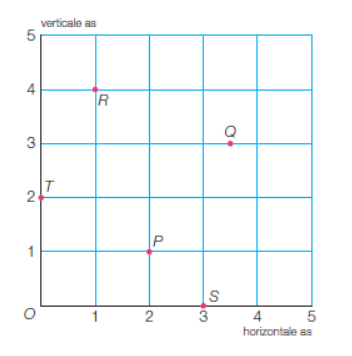 verticale as
5
4
R
3
Q
T
2
1
P
S
O
1 2 3 4 5
horizontale as